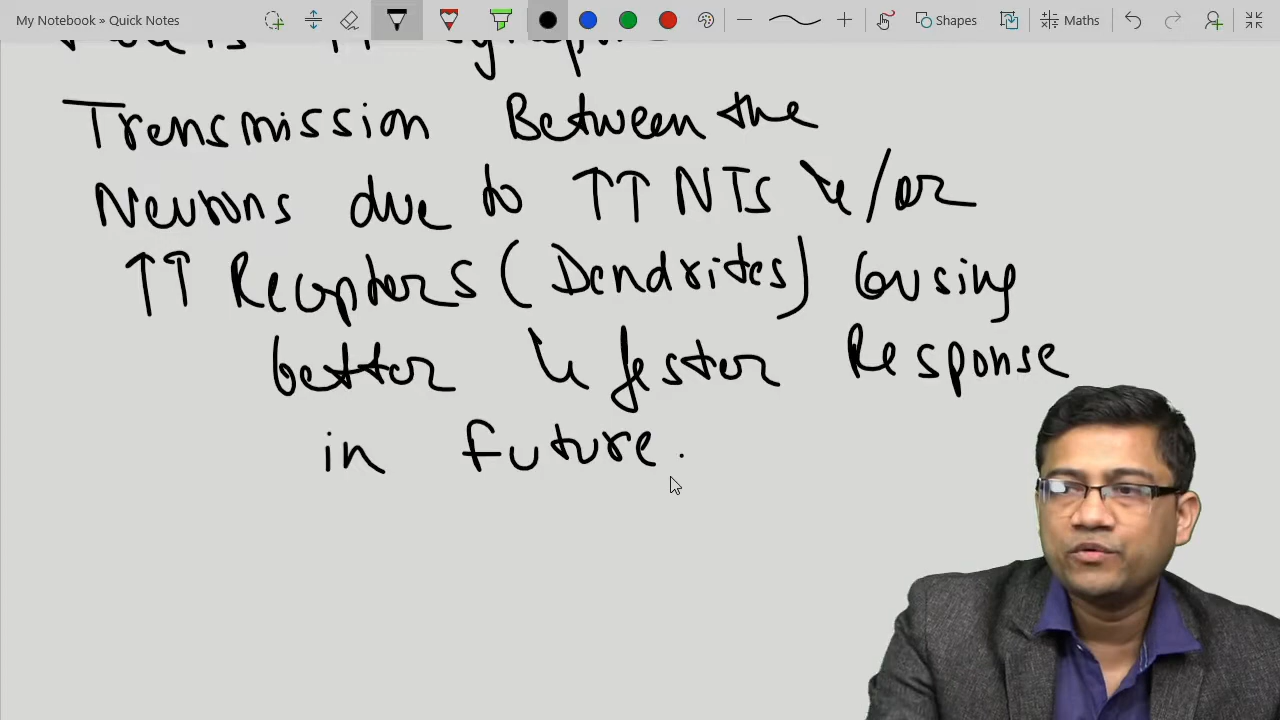 My Notebook » Quick Notes
Shapes
Maths
Transmission Between the
Neurons due to ↑↑ NTs & / or
↑↑ Receptors (Dendrites) causing
better & faster Response
in future.